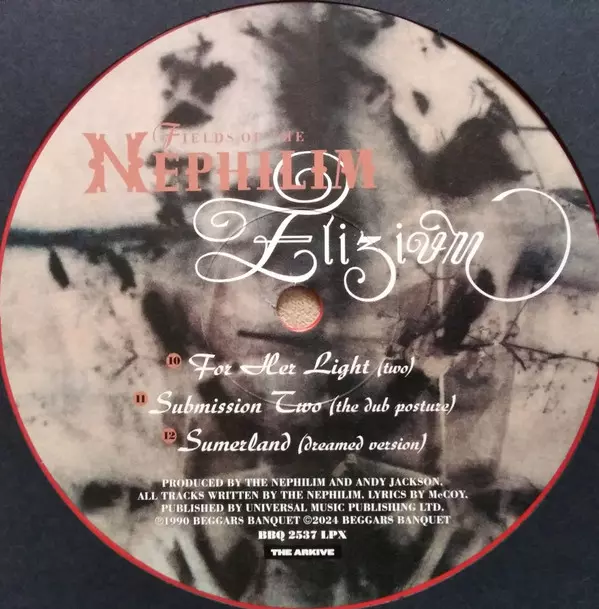 FIELDS OF THE
NEPHILIM
Elizium
10 For Her Light (two)
11 Submission Two (the dub posture)
12 Sumerland (dreamed version)
PRODUCED BY THE NEPHILIM AND ANDY JACKSON.
ALL TRACKS WRITTEN BY THE NEPHILIM. LYRICS BY McCOY.
PUBLISHED BY UNIVERSAL MUSIC PUBLISHING LTD.
℗1990 BEGGARS BANQUET ©2024 BEGGARS BANQUET
BBQ 2537 LPX
THE ARKIVE